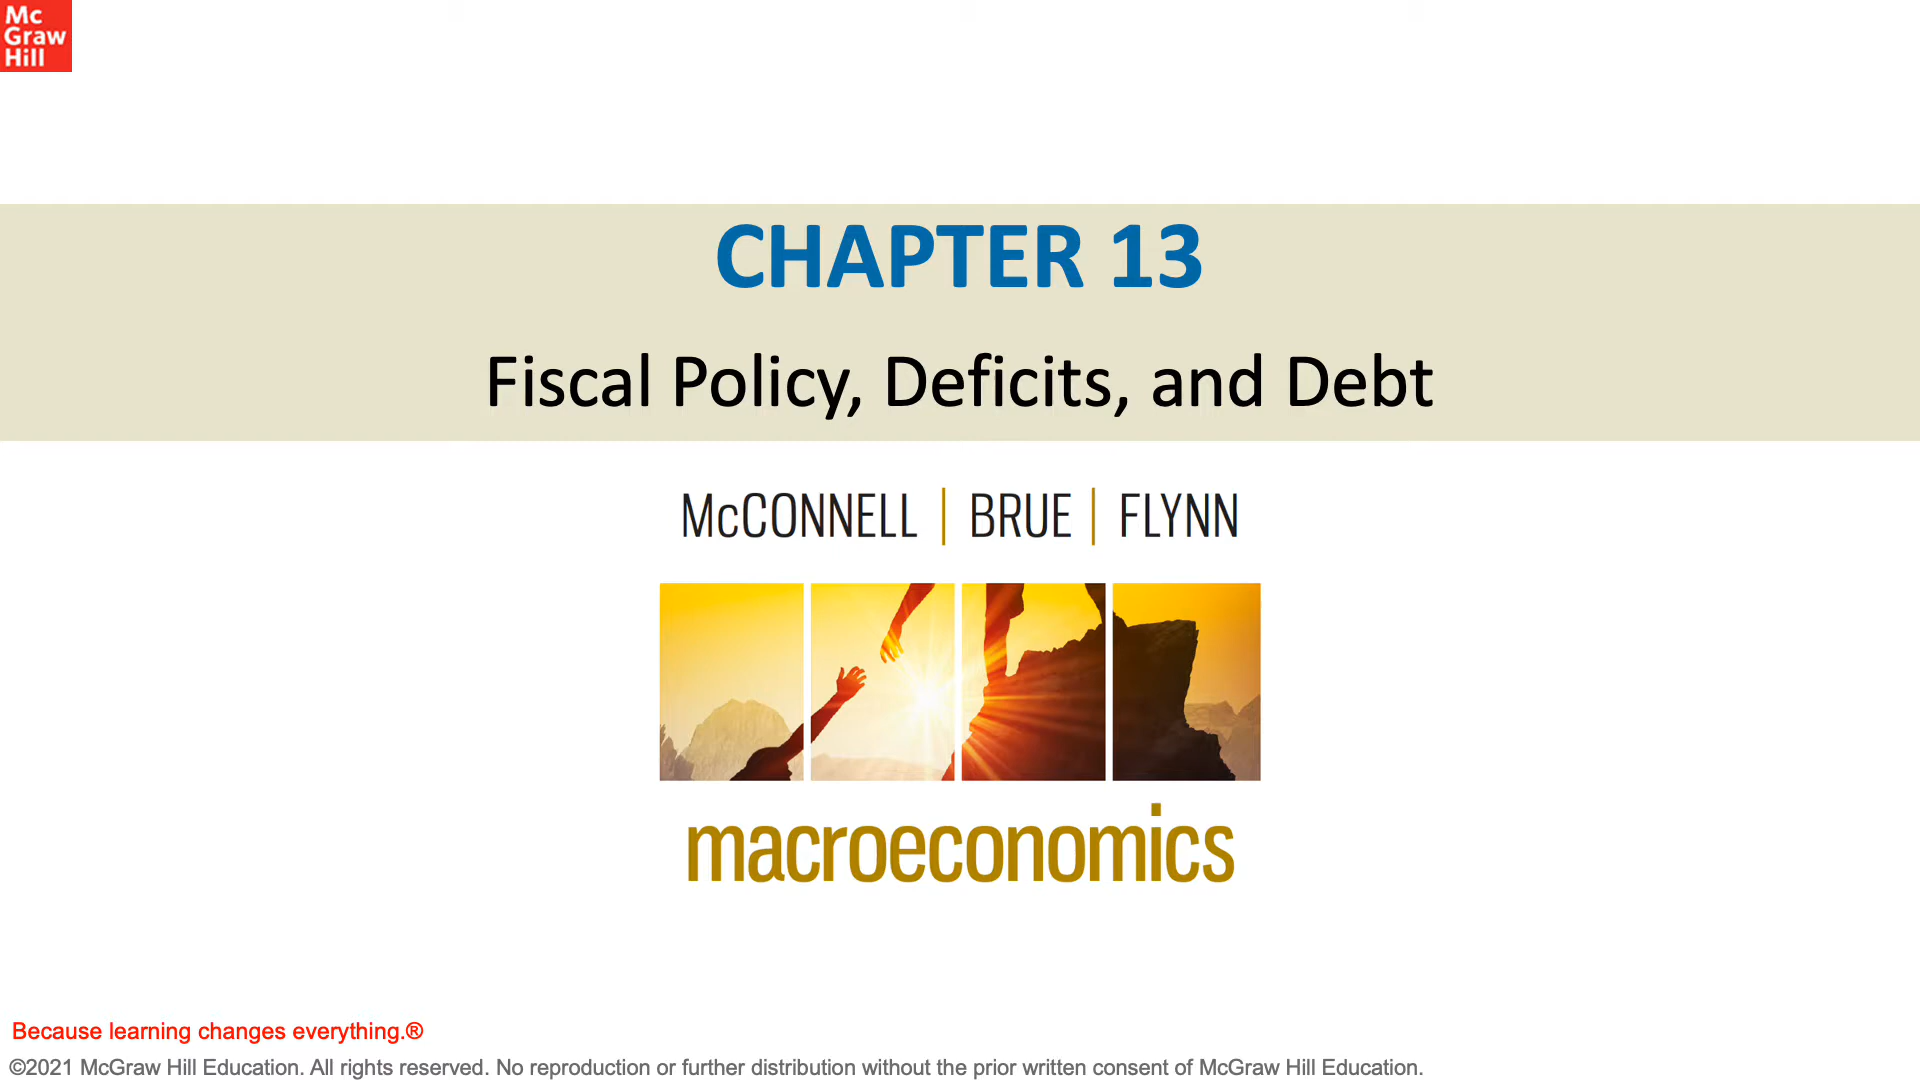 Mc
Graw
Hill
CHAPTER 13
Fiscal Policy, Deficits, and Debt
McCONNELL | BRUE | FLYNN
macroeconomics
Because learning changes everything.®
©2021 McGraw Hill Education. All rights reserved. No reproduction or further distribution without the prior written consent of McGraw Hill Education.